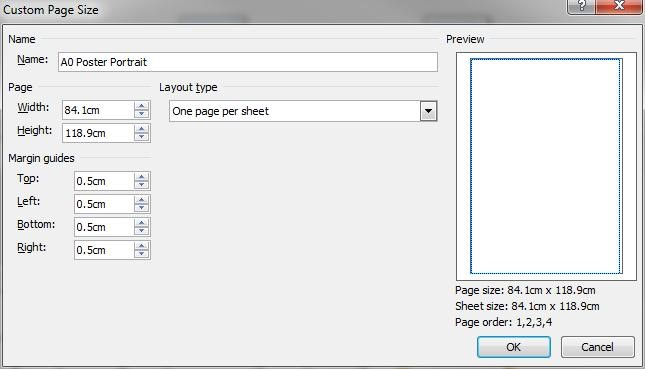 Custom Page Size
Name
Name: A0 Poster Portrait
Page
Width: 84.1cm
Height: 118.9cm
Layout type
One page per sheet
Margin guides
Top: 0.5cm
Left: 0.5cm
Bottom: 0.5cm
Right: 0.5cm
Preview
Page size: 84.1cm x 118.9cm
Sheet size: 84.1cm x 118.9cm
Page order: 1,2,3,4
OK
Cancel